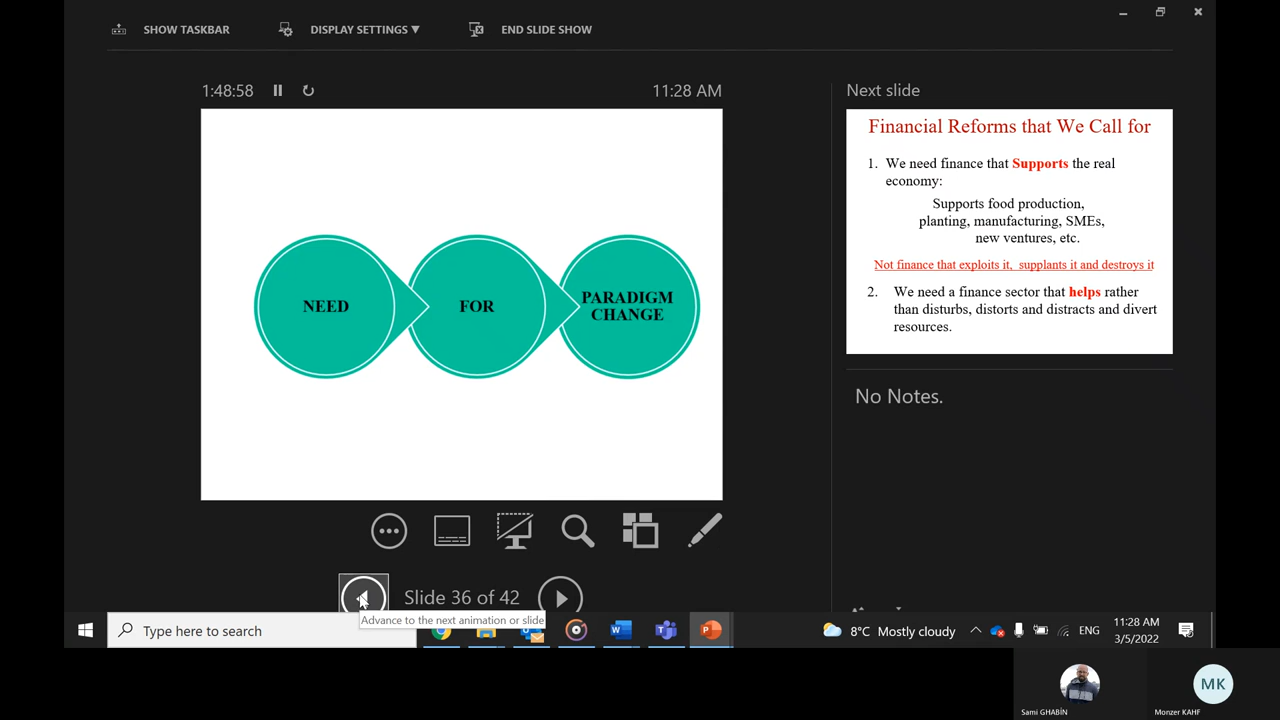 SHOW TASKBAR
DISPLAY SETTINGS ▼
END SLIDE SHOW
1:48:58
11:28 AM
NEED
FOR
PARADIGM
CHANGE
Next slide
Financial Reforms that We Call for
1. We need finance that Supports the real
economy:
Supports food production,
planting, manufacturing, SMEs,
new ventures, etc.
Not finance that exploits it, supplants it and destroys it
2. We need a finance sector that helps rather
than disturbs, distorts and distracts and divert
resources.
No Notes.
Slide 36 of 42
Advance to the next animation or slide
Type here to search
8°C Mostly cloudy
ENG
11:28 AM
3/5/2022
MK
Sami GHABİN
Monzer KAHF